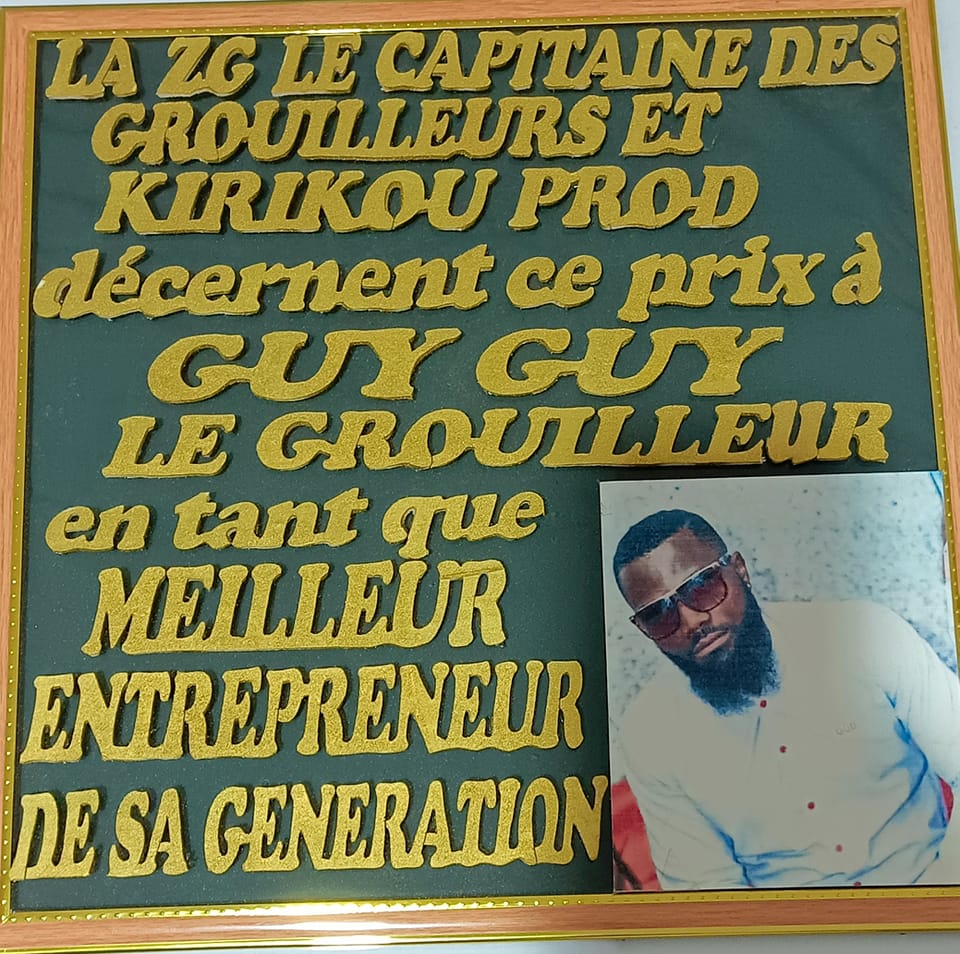 LA ZG LE CAPITAINE DES
GROUILLEURS ET
KIRIKOU PROD
décernent ce prix à
GUY GUY
LE GROUILLEUR
en tant que
MEILLEUR
ENTREPRENEUR
DE SA GENERATION